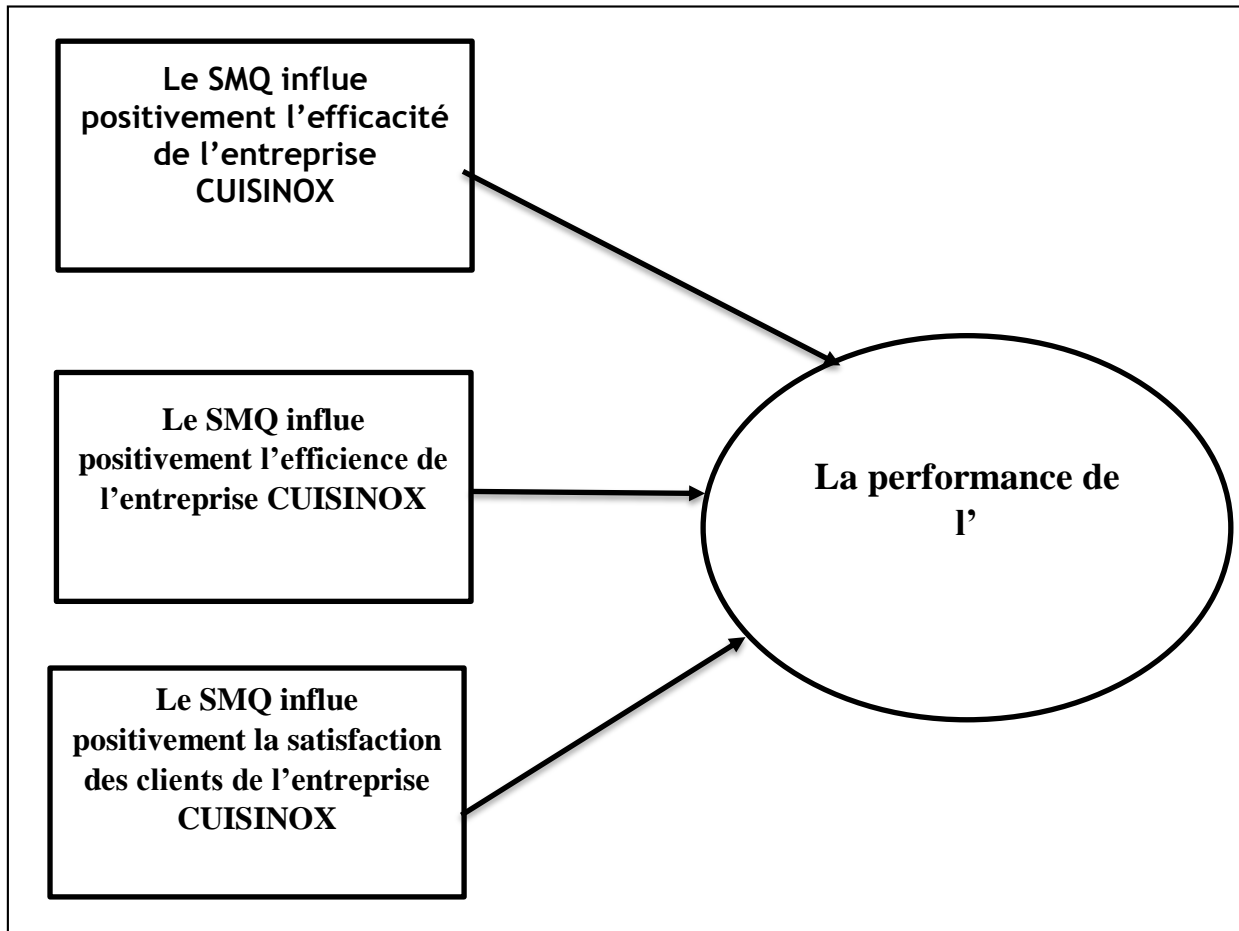 Le SMQ influe
positivement l’efficacité
de l’entreprise
CUISINOX
Le SMQ influe
positivement l’efficience de
l’entreprise CUISINOX
Le SMQ influe
positivement la satisfaction
des clients de l’entreprise
CUISINOX
La performance de
l’